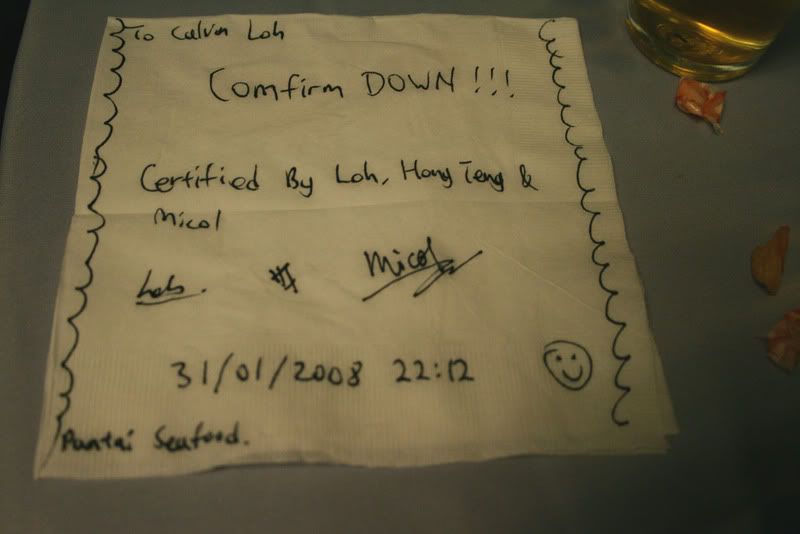 To Calvin Loh
Comfirm DOWN !!!
Certified By Loh, Hong Teng &
Micol
Loh. Micol
31/01/2008 22:12
Pantai Seafood.